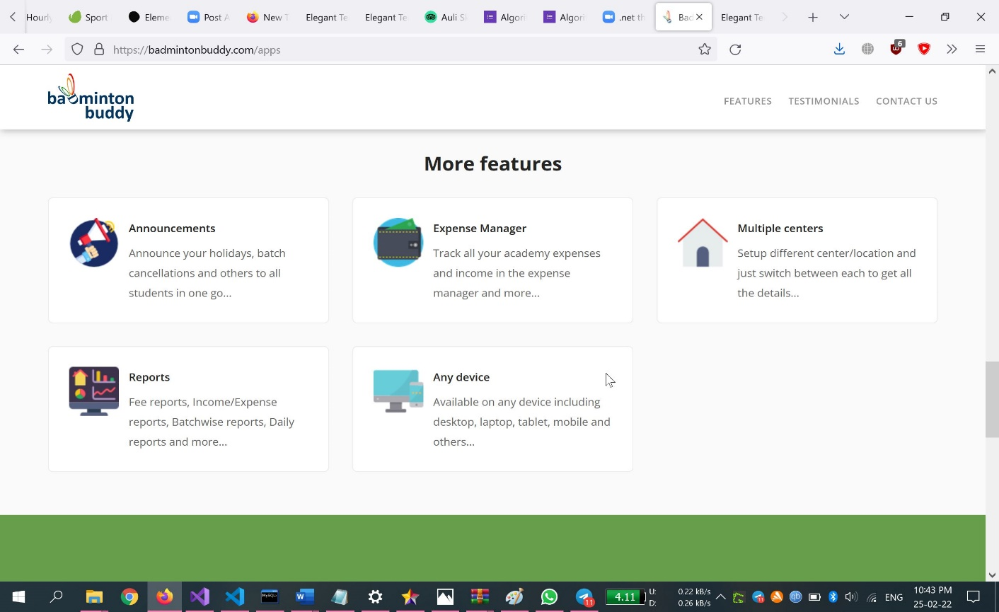 Hourly
Sport
Eleme
Post A
New T
Elegant Te
Elegant Te
Auli Sk
Algori
Algori
.net th
Bad
Elegant Te
https://badmintonbuddy.com/apps
6
badminton
buddy
FEATURES
TESTIMONIALS
CONTACT US
More features
Announcements
Announce your holidays, batch
cancellations and others to all
students in one go...
Expense Manager
Track all your academy expenses
and income in the expense
manager and more...
Multiple centers
Setup different center/location and
just switch between each to get all
the details...
Reports
Fee reports, Income/Expense
reports, Batchwise reports, Daily
reports and more...
Any device
Available on any device including
desktop, laptop, tablet, mobile and
others...
MySQL
11
4.11
U: 0.22 kB/s
D: 0.26 kB/s
qb
ENG
10:43 PM
25-02-22